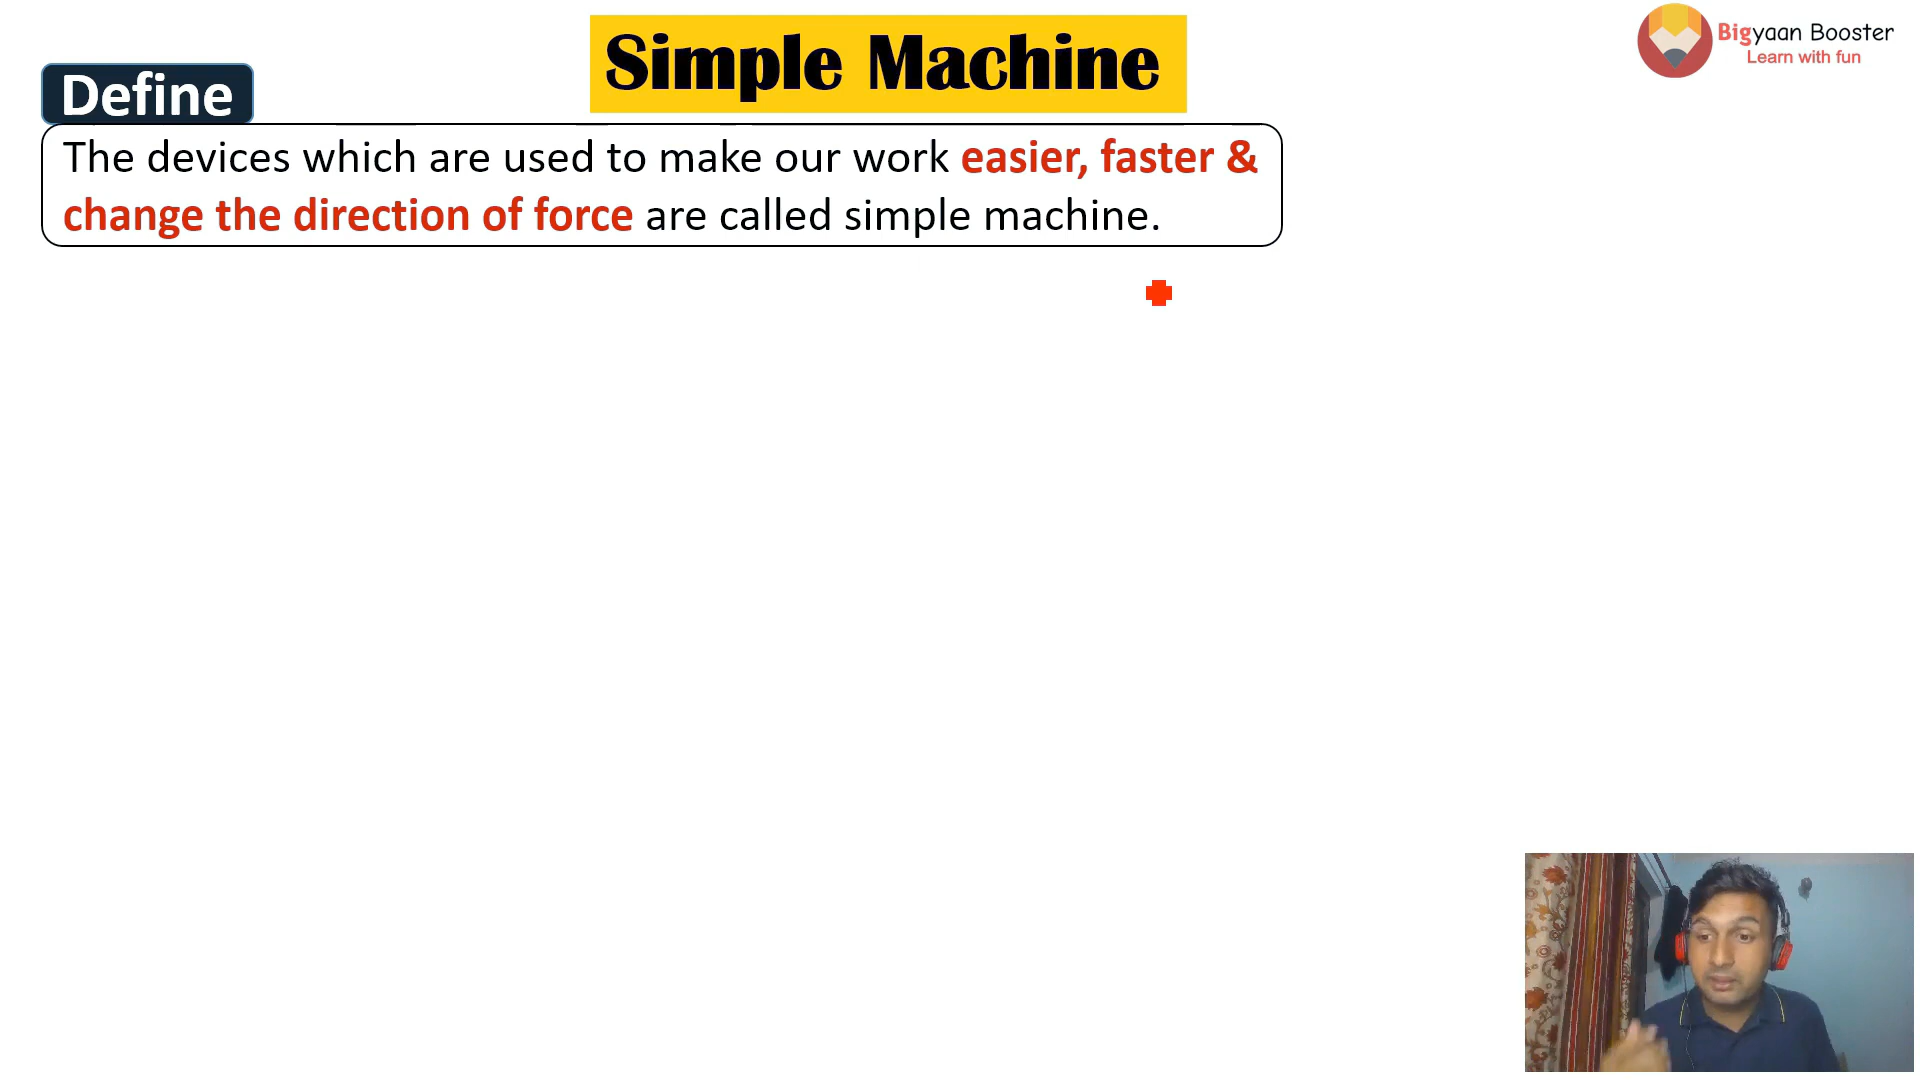 Simple Machine
Bigyaan Booster
Learn with fun
Define
The devices which are used to make our work easier, faster &
change the direction of force are called simple machine.